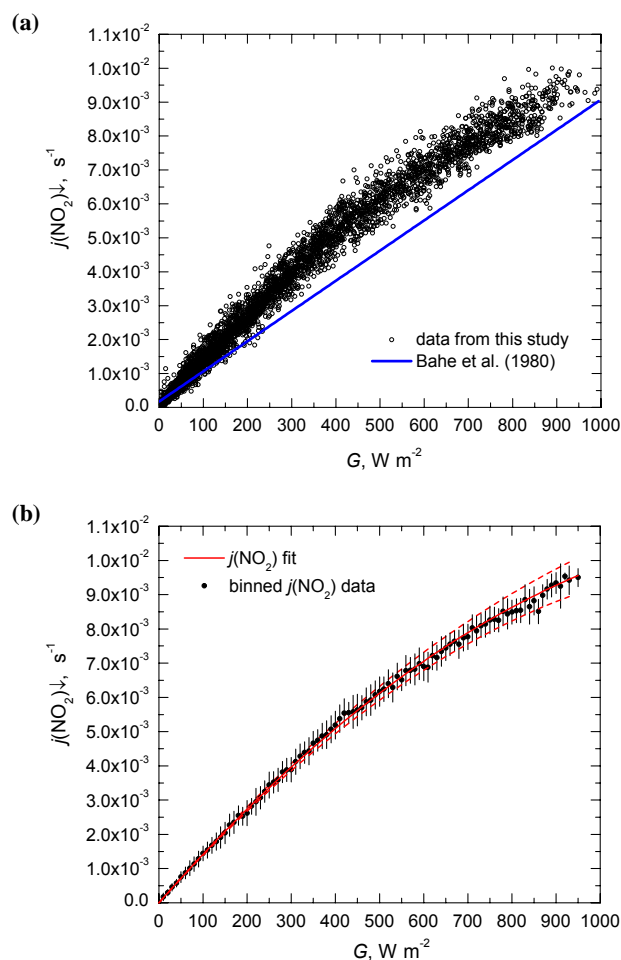 (a)
1.1x10⁻²
1.0x10⁻²
9.0x10⁻³
8.0x10⁻³
7.0x10⁻³
6.0x10⁻³
5.0x10⁻³
4.0x10⁻³
3.0x10⁻³
2.0x10⁻³
1.0x10⁻³
0.0
j(NO₂)↓, s⁻¹
data from this study
Bahe et al. (1980)
0 100 200 300 400 500 600 700 800 900 1000
G, W m⁻²
(b)
1.1x10⁻²
1.0x10⁻²
9.0x10⁻³
8.0x10⁻³
7.0x10⁻³
6.0x10⁻³
5.0x10⁻³
4.0x10⁻³
3.0x10⁻³
2.0x10⁻³
1.0x10⁻³
0.0
j(NO₂)↓, s⁻¹
j(NO₂) fit
binned j(NO₂) data
0 100 200 300 400 500 600 700 800 900 1000
G, W m⁻²